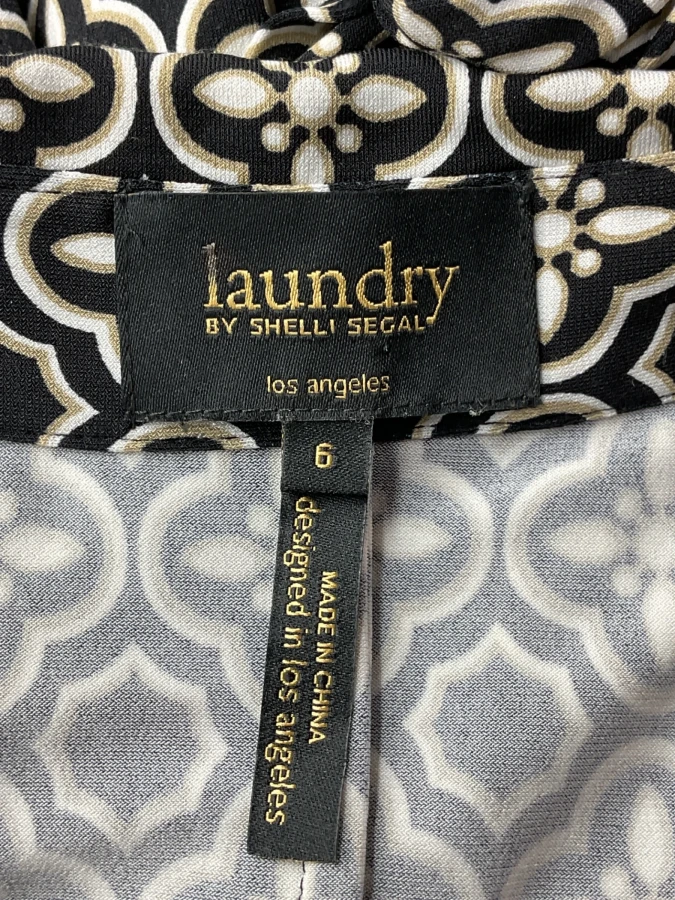 laundry
BY SHELLI SEGAL
los angeles
6
MADE IN CHINA
designed in los angeles